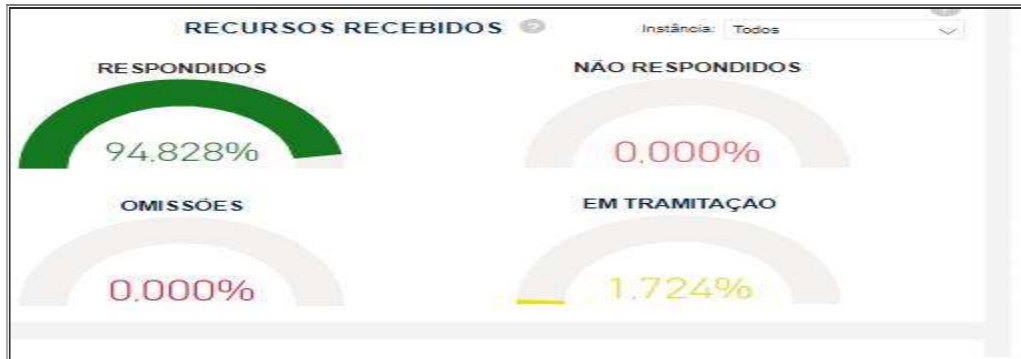 RECURSOS RECEBIDOS ?
Instância: Todos
RESPONDIDOS
NÃO RESPONDIDOS
94.828%
0.000%
OMISSÕES
EM TRAMITAÇÃO
0.000%
1.724%